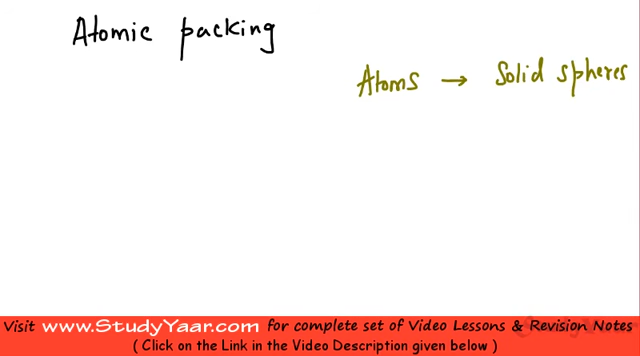 Atomic packing
Atoms → Solid spheres
Visit www.StudyYaar.com for complete set of Video Lessons & Revision Notes
( Click on the Link in the Video Description given below )